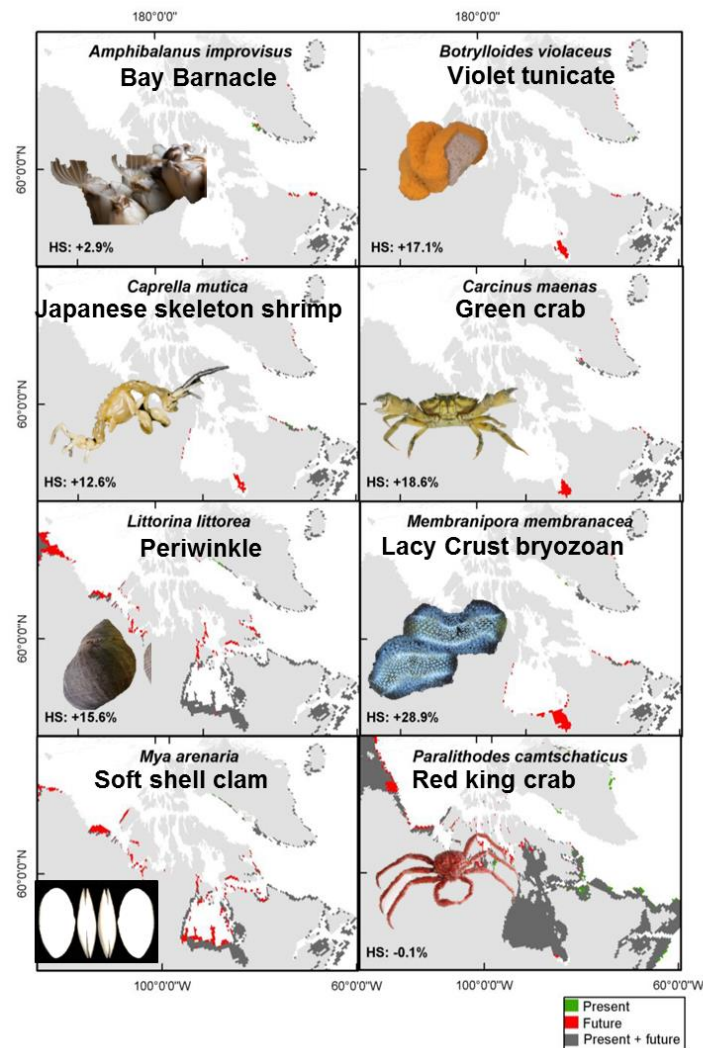 180°0'0"
180°0'0"
Amphibalanus improvisus
Bay Barnacle
Botrylloides violaceus
Violet tunicate
60°0'0"N
HS: +2.9%
HS: +17.1%
Caprella mutica
Japanese skeleton shrimp
Carcinus maenas
Green crab
60°0'0"N
HS: +12.6%
HS: +18.6%
Littorina littorea
Periwinkle
Membranipora membranacea
Lacy Crust bryozoan
60°0'0"N
HS: +15.6%
HS: +28.9%
Mya arenaria
Soft shell clam
Paralithodes camtschaticus
Red king crab
60°0'0"N
HS: -0.1%
100°0'0"W
60°0'0"W
100°0'0"W
60°0'0"W
Present
Future
Present + future